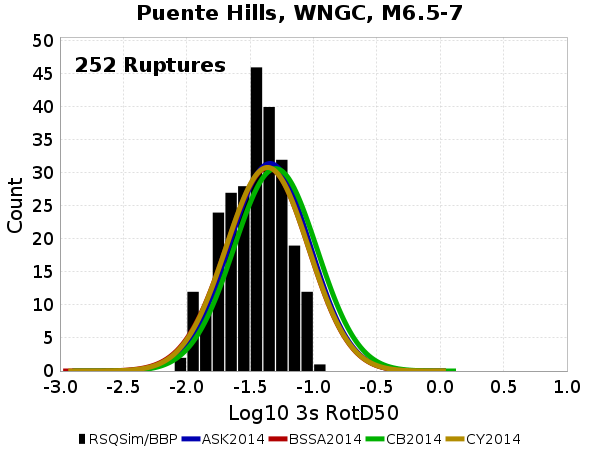 Puente Hills, WNGC, M6.5-7
252 Ruptures
50
45
40
35
30
25
20
15
10
5
0
Count
-3.0 -2.5 -2.0 -1.5 -1.0 -0.5 0.0 0.5 1.0
Log10 3s RotD50
RSQSim/BBP ASK2014 BSSA2014 CB2014 CY2014